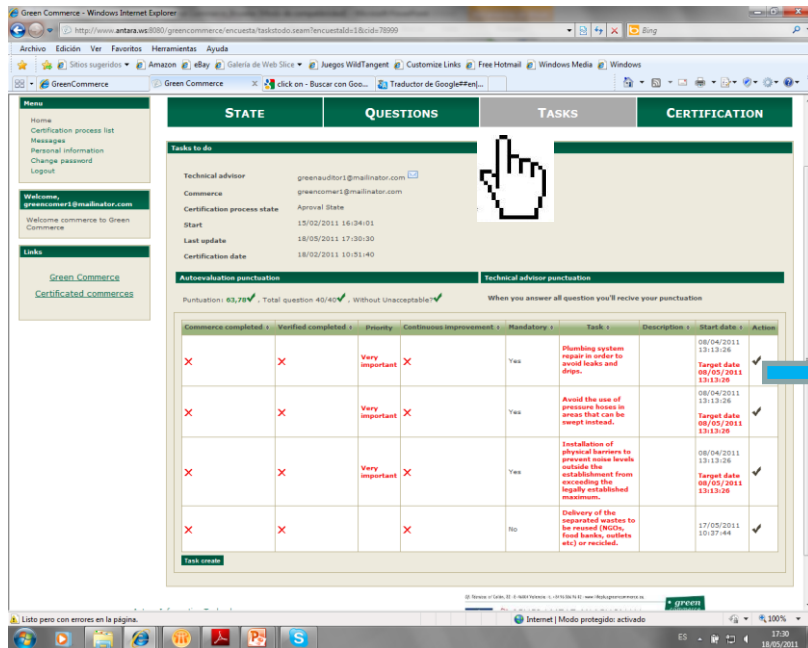 Green Commerce - Windows Internet Explorer
http://www.antara.ws:8080/greencommerce/encuesta/taskstodo.seam?encuestaId=1&cid=78999
Bing
Archivo Edición Ver Favoritos Herramientas Ayuda
Sitios sugeridos Amazon eBay Galería de Web Slice Juegos WildTangent Customize Links Free Hotmail Windows Media Windows
GreenCommerce
Green Commerce
click on - Buscar con Goo...
Traductor de Google##en|...
Menu
Home
Certification process list
Messages
Personal information
Change password
Logout
Welcome,
greencomer1@mailinator.com
Welcome commerce to Green
Commerce
Links
Green Commerce
Certificated commerces
STATE QUESTIONS TASKS CERTIFICATION
Tasks to do
Technical advisor greenauditor1@mailinator.com
Commerce greencomer1@mailinator.com
Certification process state Aproval State
Start 15/02/2011 16:34:01
Last update 18/05/2011 17:30:30
Certification date 18/02/2011 10:51:40
Autoevaluation punctuation Technical advisor punctuation
Puntuation: 63,78 , Total question 40/40 , Without Unacceptable?
When you answer all question you'll recive your punctuation
Commerce completed Verified completed Priority Continuous improvement Mandatory Task Description Start date Action
Very
important
Yes
Plumbing system
repair in order to
avoid leaks and
drips.
08/04/2011
13:13:26
Target date
08/05/2011
13:13:26
Very
important
Yes
Avoid the use of
pressure hoses in
areas that can be
swept instead.
08/04/2011
13:13:26
Target date
08/05/2011
13:13:26
Very
important
Yes
Installation of
physical barriers to
prevent noise levels
outside the
establishment from
exceeding the
legally established
maximum.
08/04/2011
13:13:26
Target date
08/05/2011
13:13:26
No
Delivery of the
separated wastes to
be reused (NGOs,
food banks, outlets
etc) or recicled.
17/05/2011
10:37:44
Task create
green
Listo pero con errores en la página.
Internet | Modo protegido: activado
100%
ES
17:30
18/05/2011